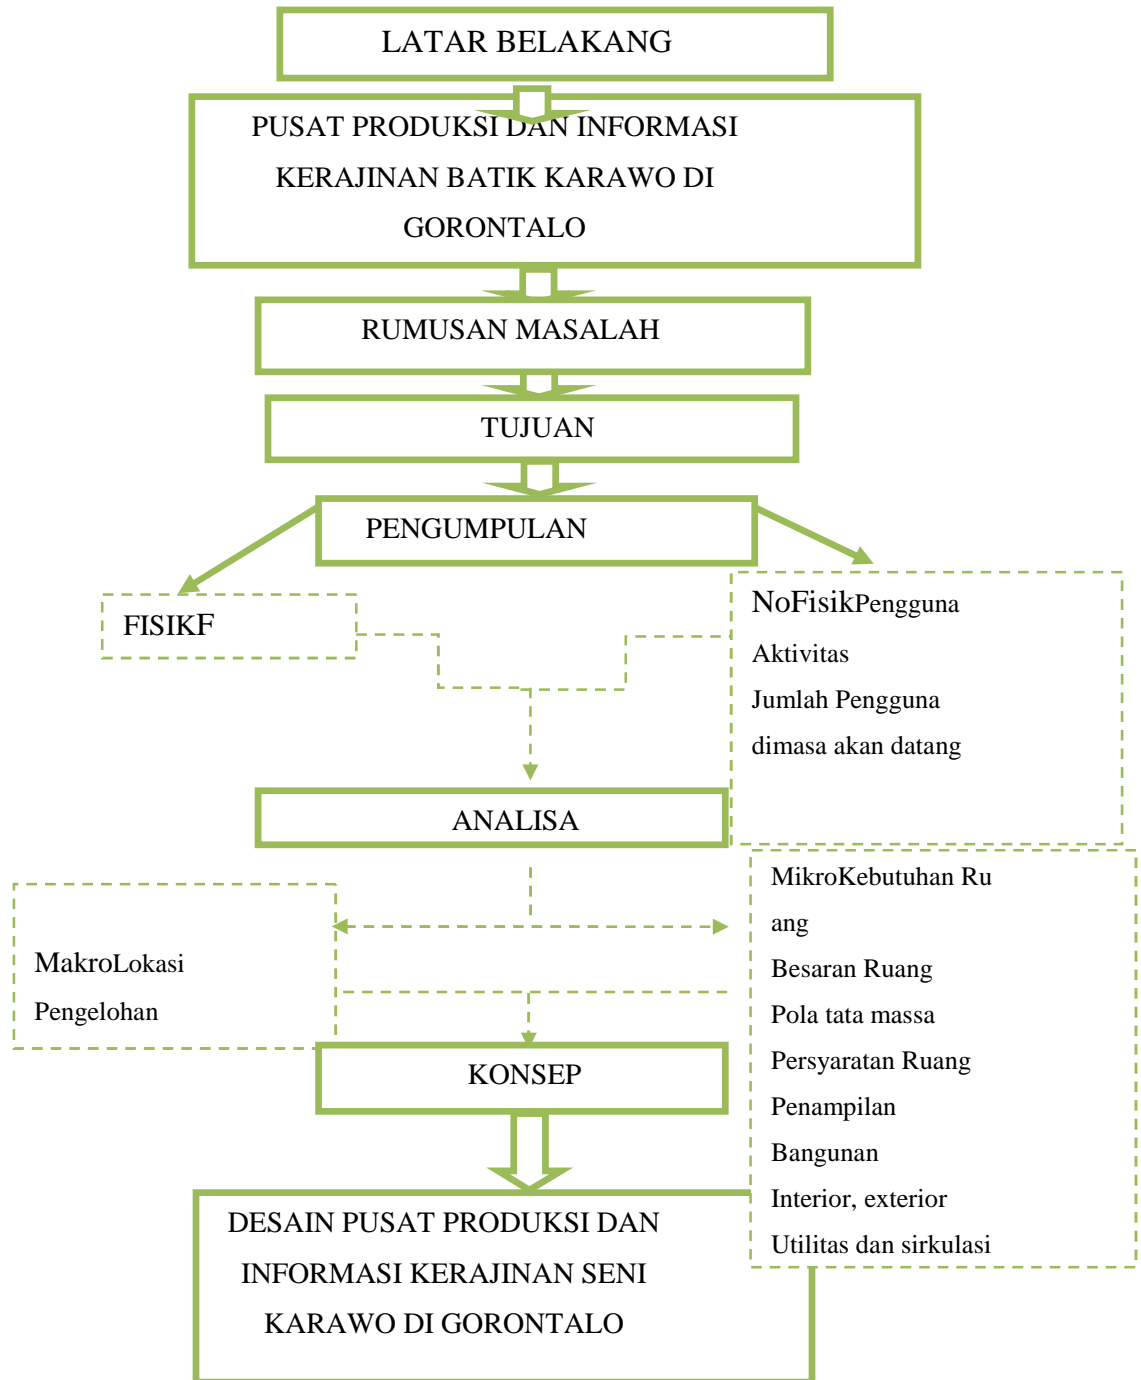 LATAR BELAKANG
PUSAT PRODUKSI DAN INFORMASI
KERAJINAN BATIK KARAWO DI
GORONTALO
RUMUSAN MASALAH
TUJUAN
PENGUMPULAN
FISIKF
NoFisikPengguna
Aktivitas
Jumlah Pengguna
dimasa akan datang
ANALISA
MakroLokasi
Pengelohan
MikroKebutuhan Ru
ang
Besaran Ruang
Pola tata massa
Persyaratan Ruang
Penampilan
Bangunan
Interior, exterior
Utilitas dan sirkulasi
KONSEP
DESAIN PUSAT PRODUKSI DAN
INFORMASI KERAJINAN SENI
KARAWO DI GORONTALO